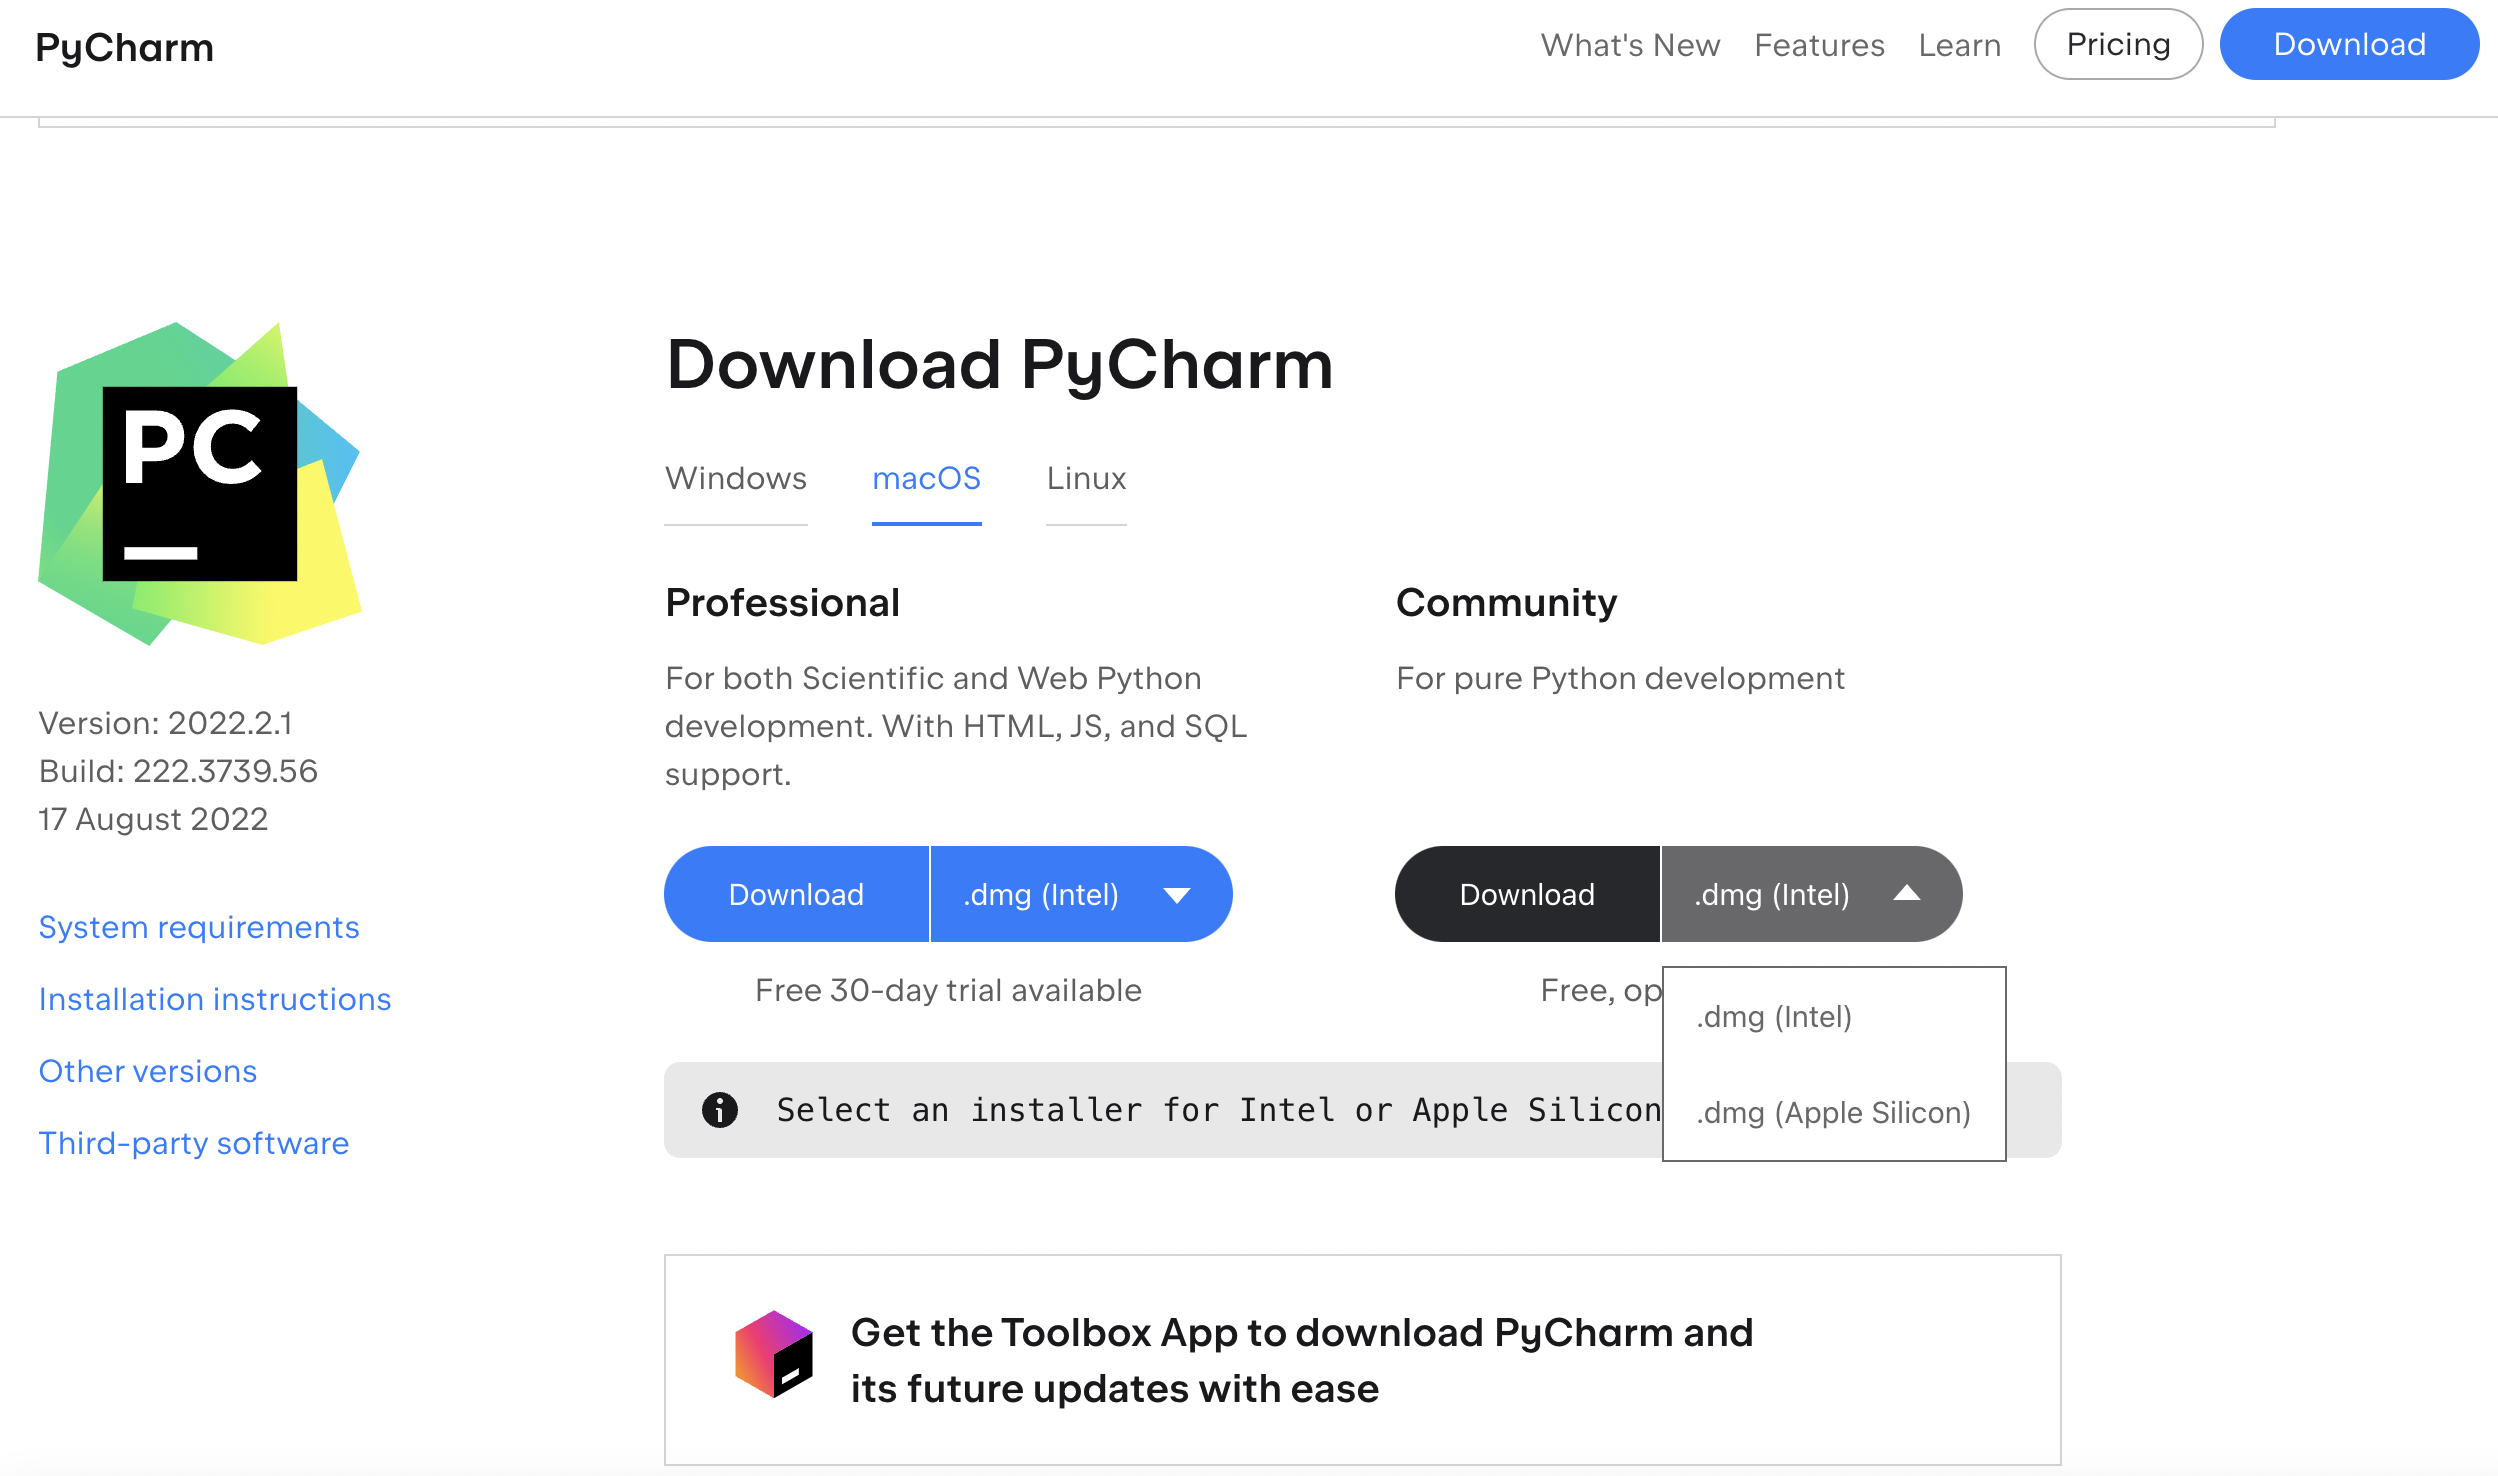 PyCharm
What's New
Features
Learn
Pricing
Download
PC
Version: 2022.2.1
Build: 222.3739.56
17 August 2022
System requirements
Installation instructions
Other versions
Third-party software
Download PyCharm
Windows
macOS
Linux
Professional
For both Scientific and Web Python
development. With HTML, JS, and SQL
support.
Download
.dmg (Intel)
Free 30-day trial available
Community
For pure Python development
Download
.dmg (Intel)
Free, op
.dmg (Intel)
.dmg (Apple Silicon)
Select an installer for Intel or Apple Silicon
Get the Toolbox App to download PyCharm and
its future updates with ease